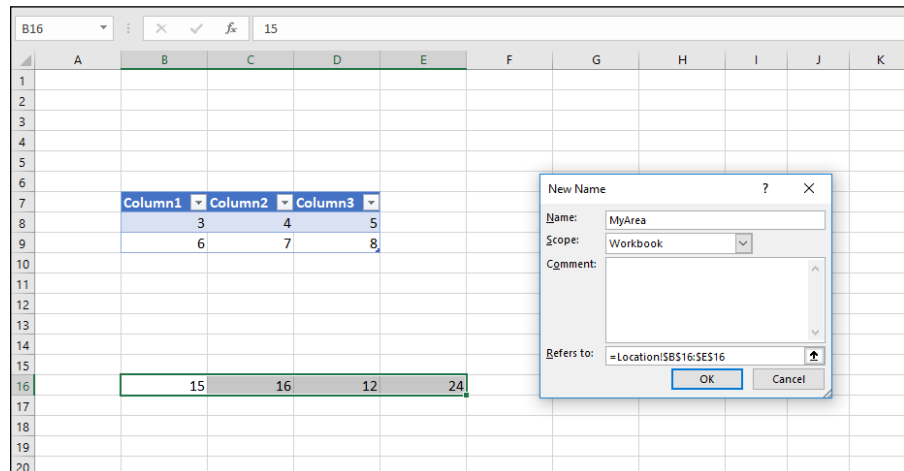 B16 fx 15
A B C D E F G H I J K
1
2
3
4
5
6
7 Column1 Column2 Column3
8 3 4 5
9 6 7 8
10
11
12
13
14
15
16 15 16 12 24
17
18
19
20
New Name ? X
Name: MyArea
Scope: Workbook
Comment:
Refers to: =Location!$B$16:$E$16
OK Cancel